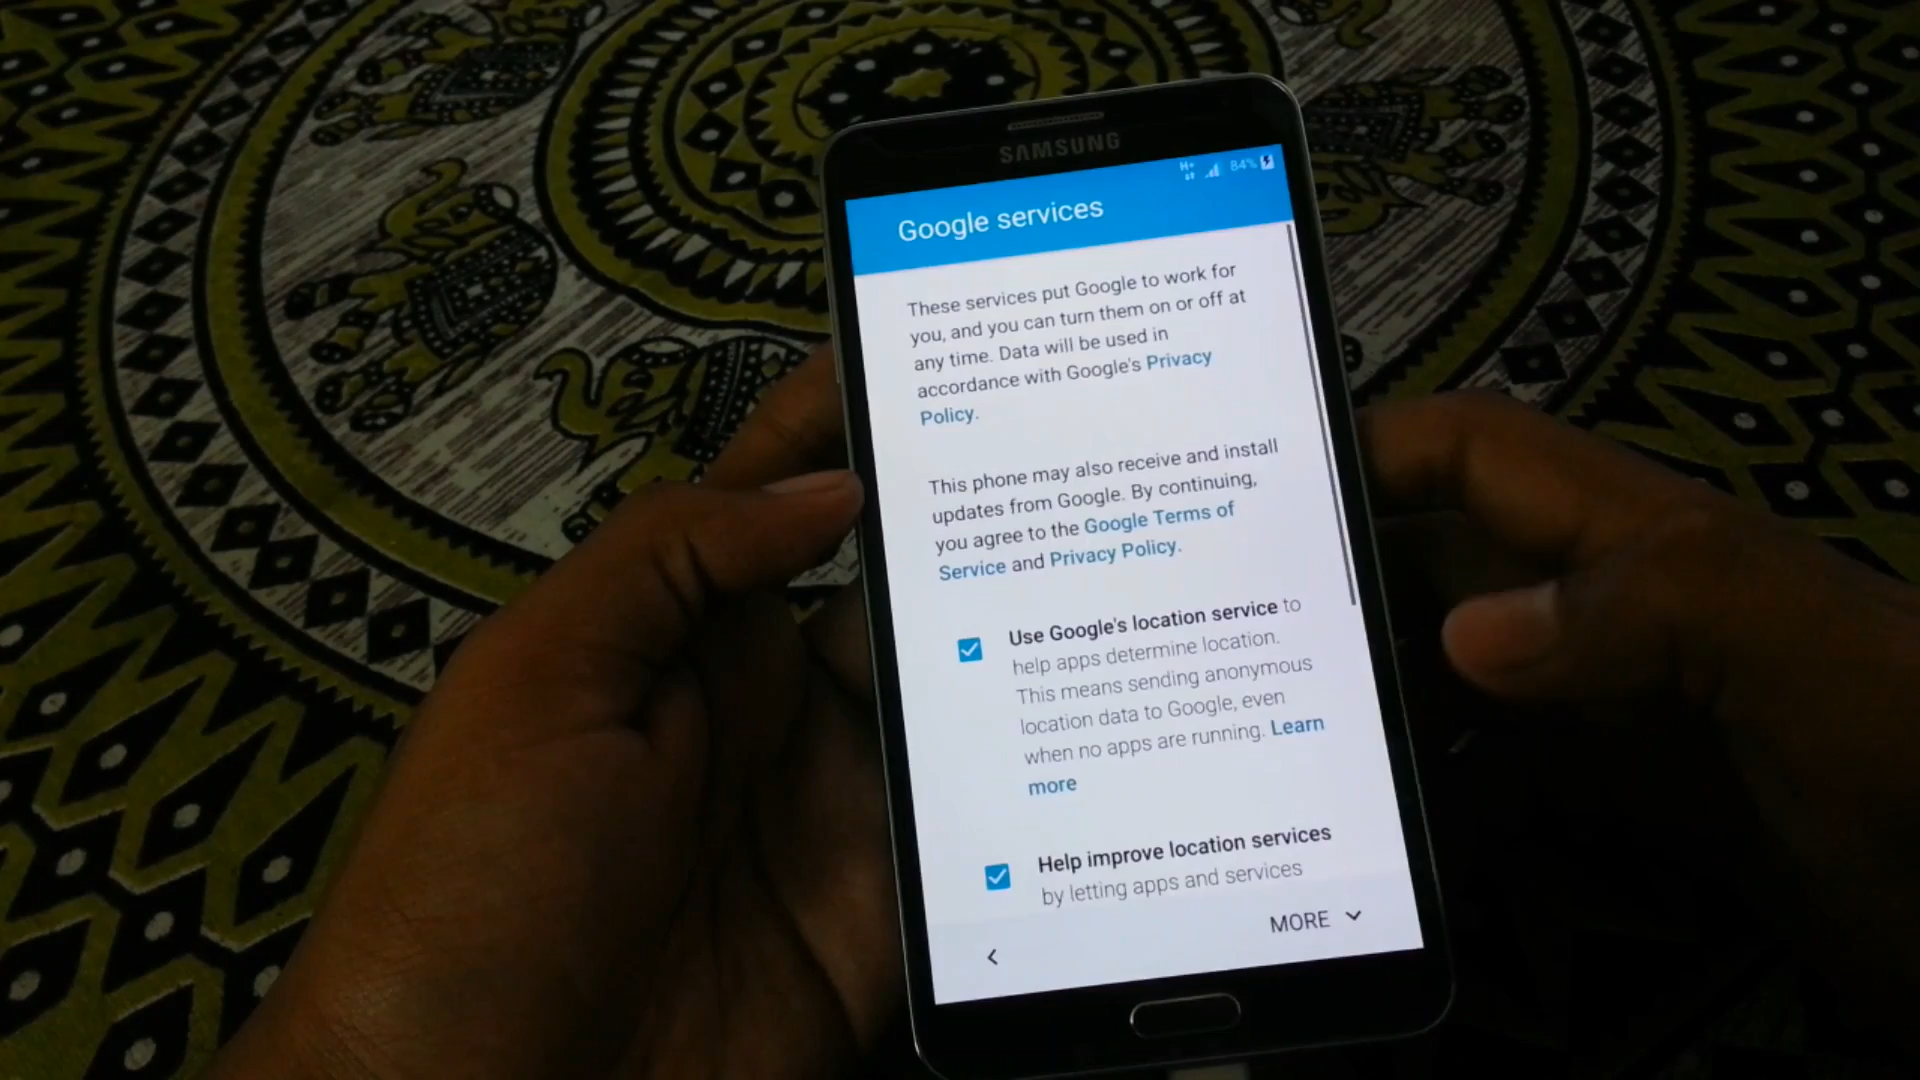 SAMSUNG
H+ 84%
Google services
These services put Google to work for
you, and you can turn them on or off at
any time. Data will be used in
accordance with Google's Privacy
Policy.
This phone may also receive and install
updates from Google. By continuing,
you agree to the Google Terms of
Service and Privacy Policy.
Use Google's location service to
help apps determine location.
This means sending anonymous
location data to Google, even
when no apps are running. Learn
more
Help improve location services
by letting apps and services
MORE